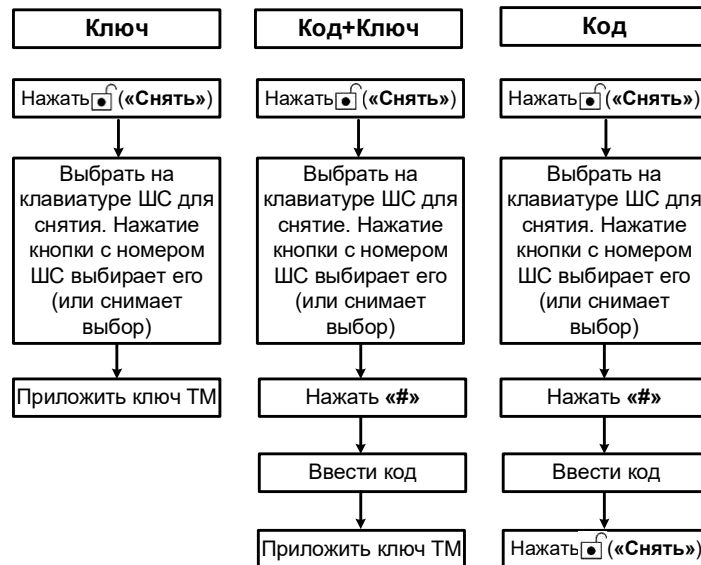 Ключ
Нажать («Снять»)
Выбрать на
клавиатуре ШС для
снятия. Нажатие
кнопки с номером
ШС выбирает его
(или снимает
выбор)
Приложить ключ ТМ
Код+Ключ
Нажать («Снять»)
Выбрать на
клавиатуре ШС для
снятие. Нажатие
кнопки с номером
ШС выбирает его
(или снимает
выбор)
Нажать «#»
Ввести код
Приложить ключ ТМ
Код
Нажать («Снять»)
Выбрать на
клавиатуре ШС для
снятия. Нажатие
кнопки с номером
ШС выбирает его
(или снимает
выбор)
Нажать «#»
Ввести код
Нажать («Снять»)